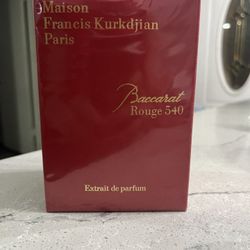 Maison
Francis Kurkdjian
Paris
Baccarat
Rouge 540
Extrait de parfum